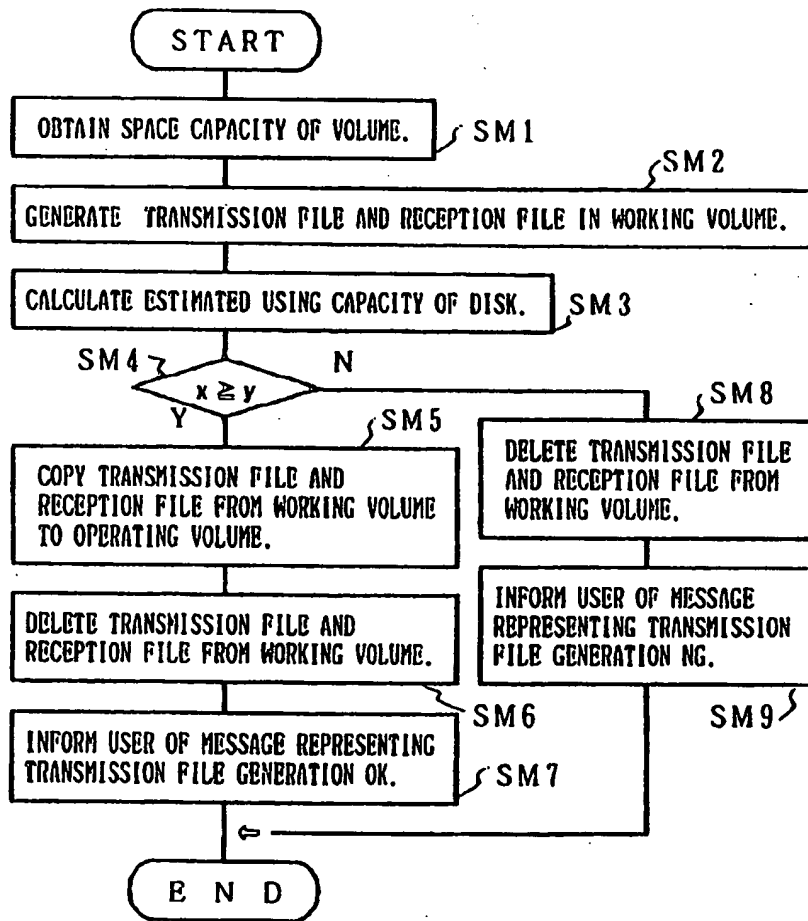 START
OBTAIN SPACE CAPACITY OF VOLUME.
SM1
SM2
GENERATE TRANSMISSION FILE AND RECEPTION FILE IN WORKING VOLUME.
CALCULATE ESTIMATED USING CAPACITY OF DISK.
SM3
SM4
x ≧ y
N
Y
SM5
COPY TRANSMISSION FILE AND
RECEPTION FILE FROM WORKING VOLUME
TO OPERATING VOLUME.
SM8
DELETE TRANSMISSION FILE
AND RECEPTION FILE FROM
WORKING VOLUME.
DELETE TRANSMISSION FILE AND
RECEPTION FILE FROM WORKING VOLUME.
SM6
INFORM USER OF MESSAGE
REPRESENTING TRANSMISSION
FILE GENERATION NG.
SM9
INFORM USER OF MESSAGE REPRESENTING
TRANSMISSION FILE GENERATION OK.
SM7
END